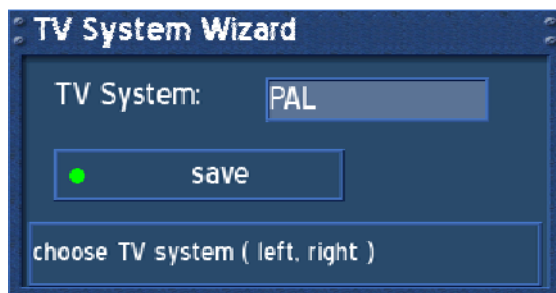 TV System Wizard
TV System: PAL
save
choose TV system ( left, right )